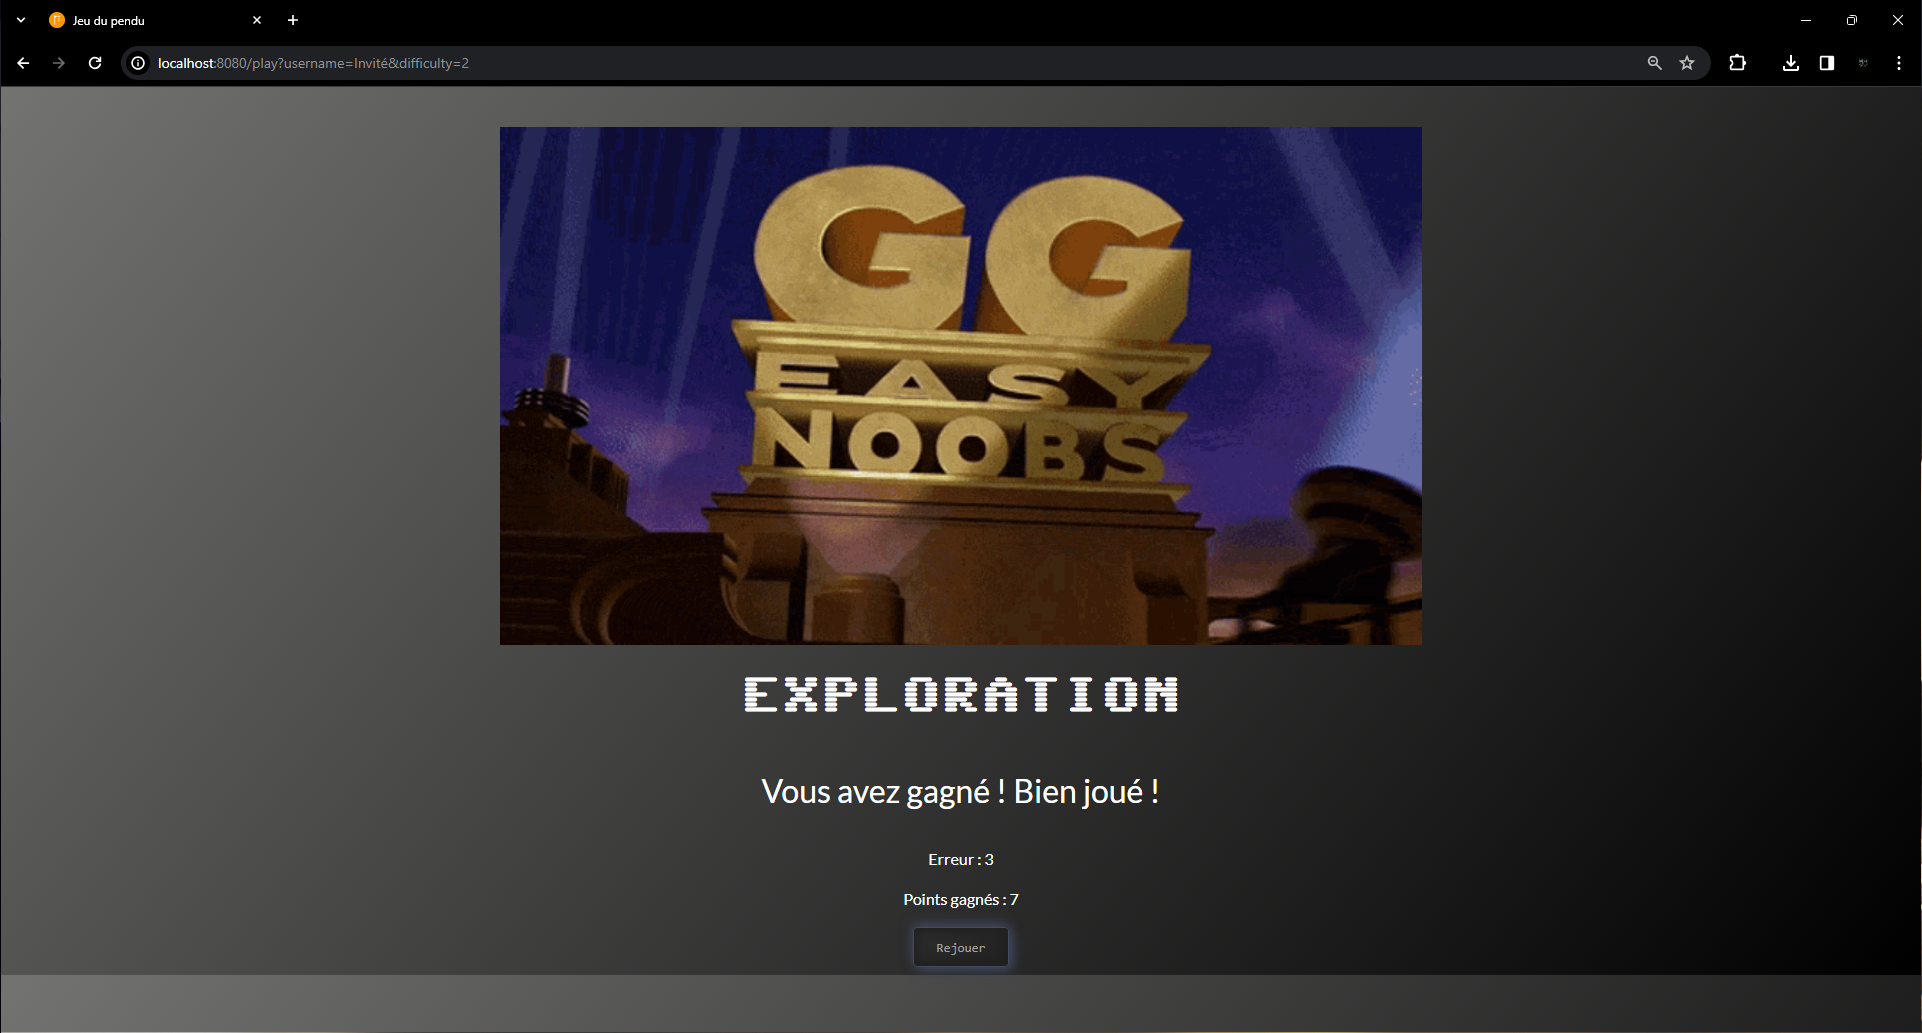 Jeu du pendu
localhost:8080/play?username=Invité&difficulty=2
GG
EASY
NOOBS
EXPLORATION
Vous avez gagné ! Bien joué !
Erreur : 3
Points gagnés : 7
Rejouer